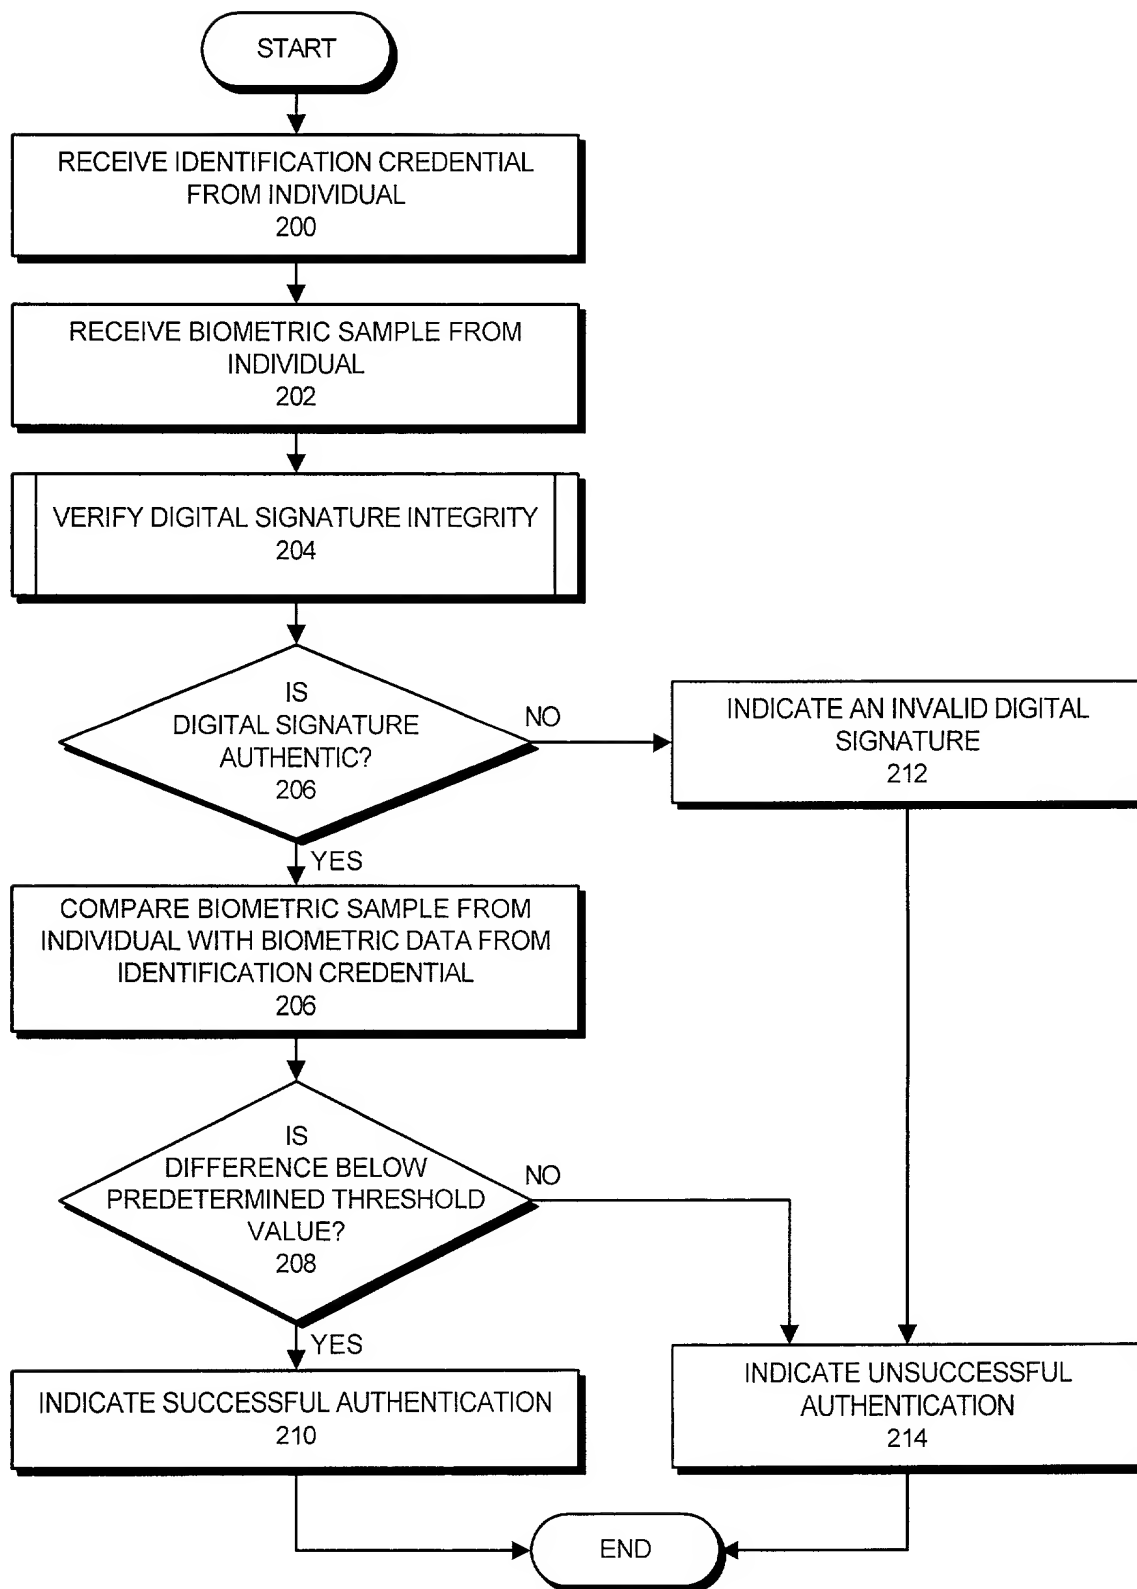 START
RECEIVE IDENTIFICATION CREDENTIAL
FROM INDIVIDUAL
200
RECEIVE BIOMETRIC SAMPLE FROM
INDIVIDUAL
202
VERIFY DIGITAL SIGNATURE INTEGRITY
204
IS
DIGITAL SIGNATURE
AUTHENTIC?
206
NO
INDICATE AN INVALID DIGITAL
SIGNATURE
212
YES
COMPARE BIOMETRIC SAMPLE FROM
INDIVIDUAL WITH BIOMETRIC DATA FROM
IDENTIFICATION CREDENTIAL
206
IS
DIFFERENCE BELOW
PREDETERMINED THRESHOLD
VALUE?
208
NO
YES
INDICATE SUCCESSFUL AUTHENTICATION
210
INDICATE UNSUCCESSFUL
AUTHENTICATION
214
END